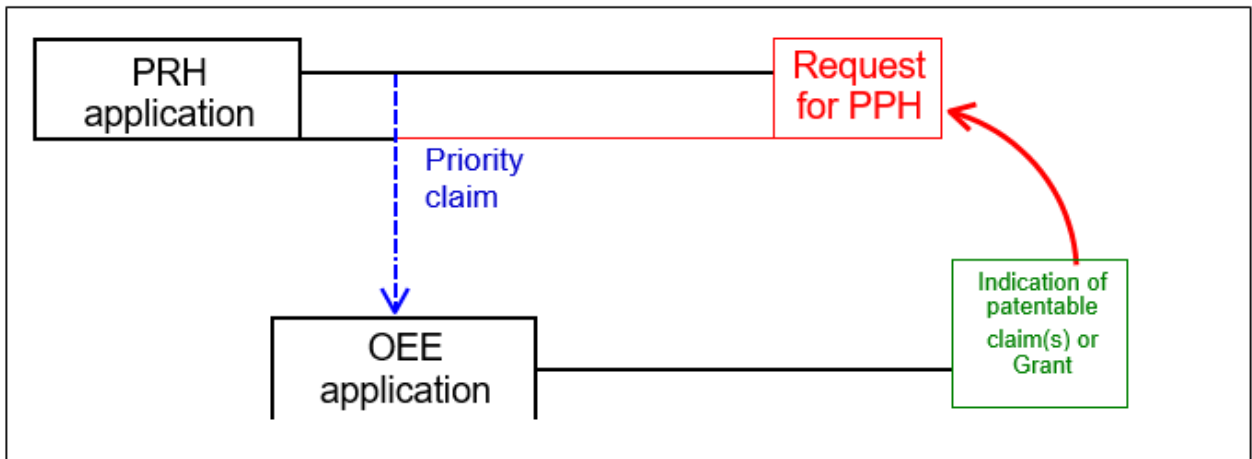 PRH
application
Request
for PPH
Priority
claim
Indication of
patentable
claim(s) or
Grant
OEE
application